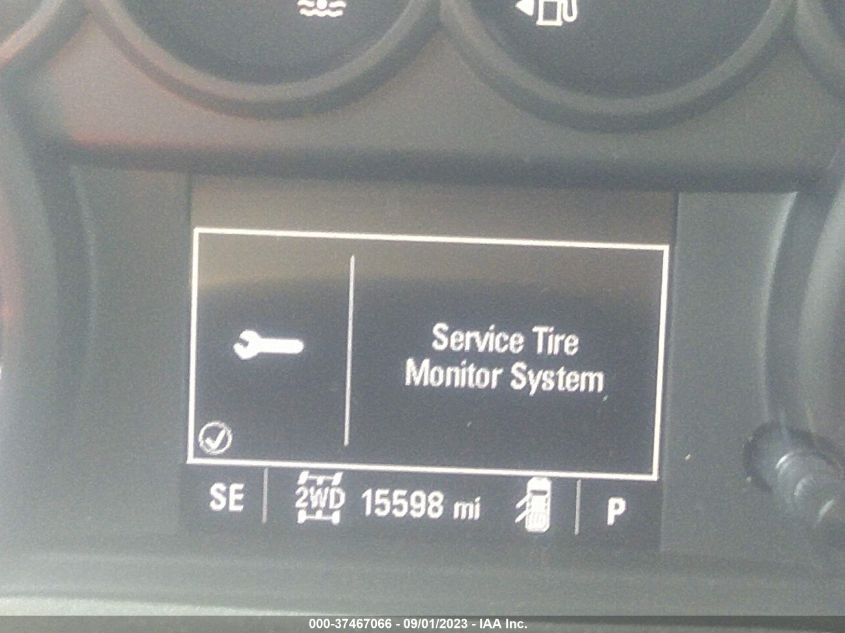 Service Tire
Monitor System
SE 2WD 15598 mi P
000-37467066 - 09/01/2023 - IAA Inc.